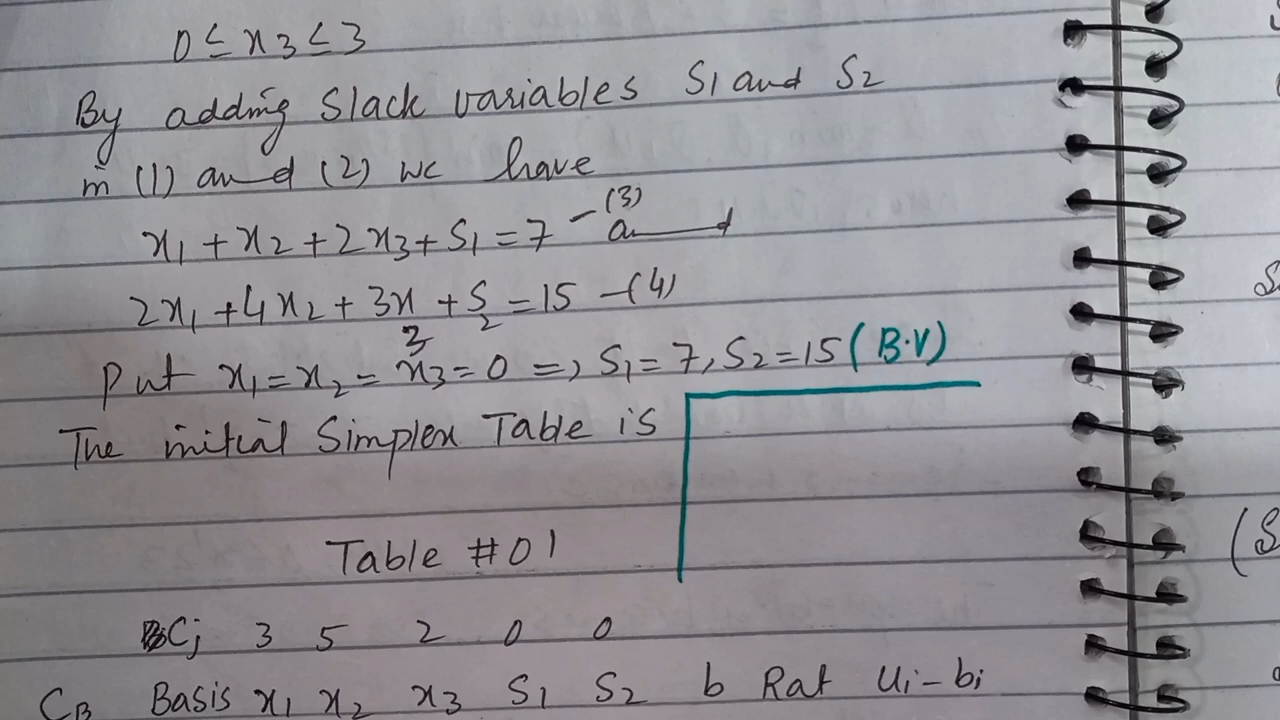 0 ≤ x3 ≤ 3
By adding Slack variables S1 and S2
in (1) and (2) we have
x1 + x2 + 2x3 + S1 = 7 - (3) and
2x1 + 4x2 + 3x3 + S2 = 15 - (4)
Put x1 = x2 = x3 = 0 => S1 = 7, S2 = 15 (B.V)
The initial Simplex Table is
Table #01
Cj 3 5 2 0 0
CB Basis x1 x2 x3 S1 S2 b Rat ui - bi